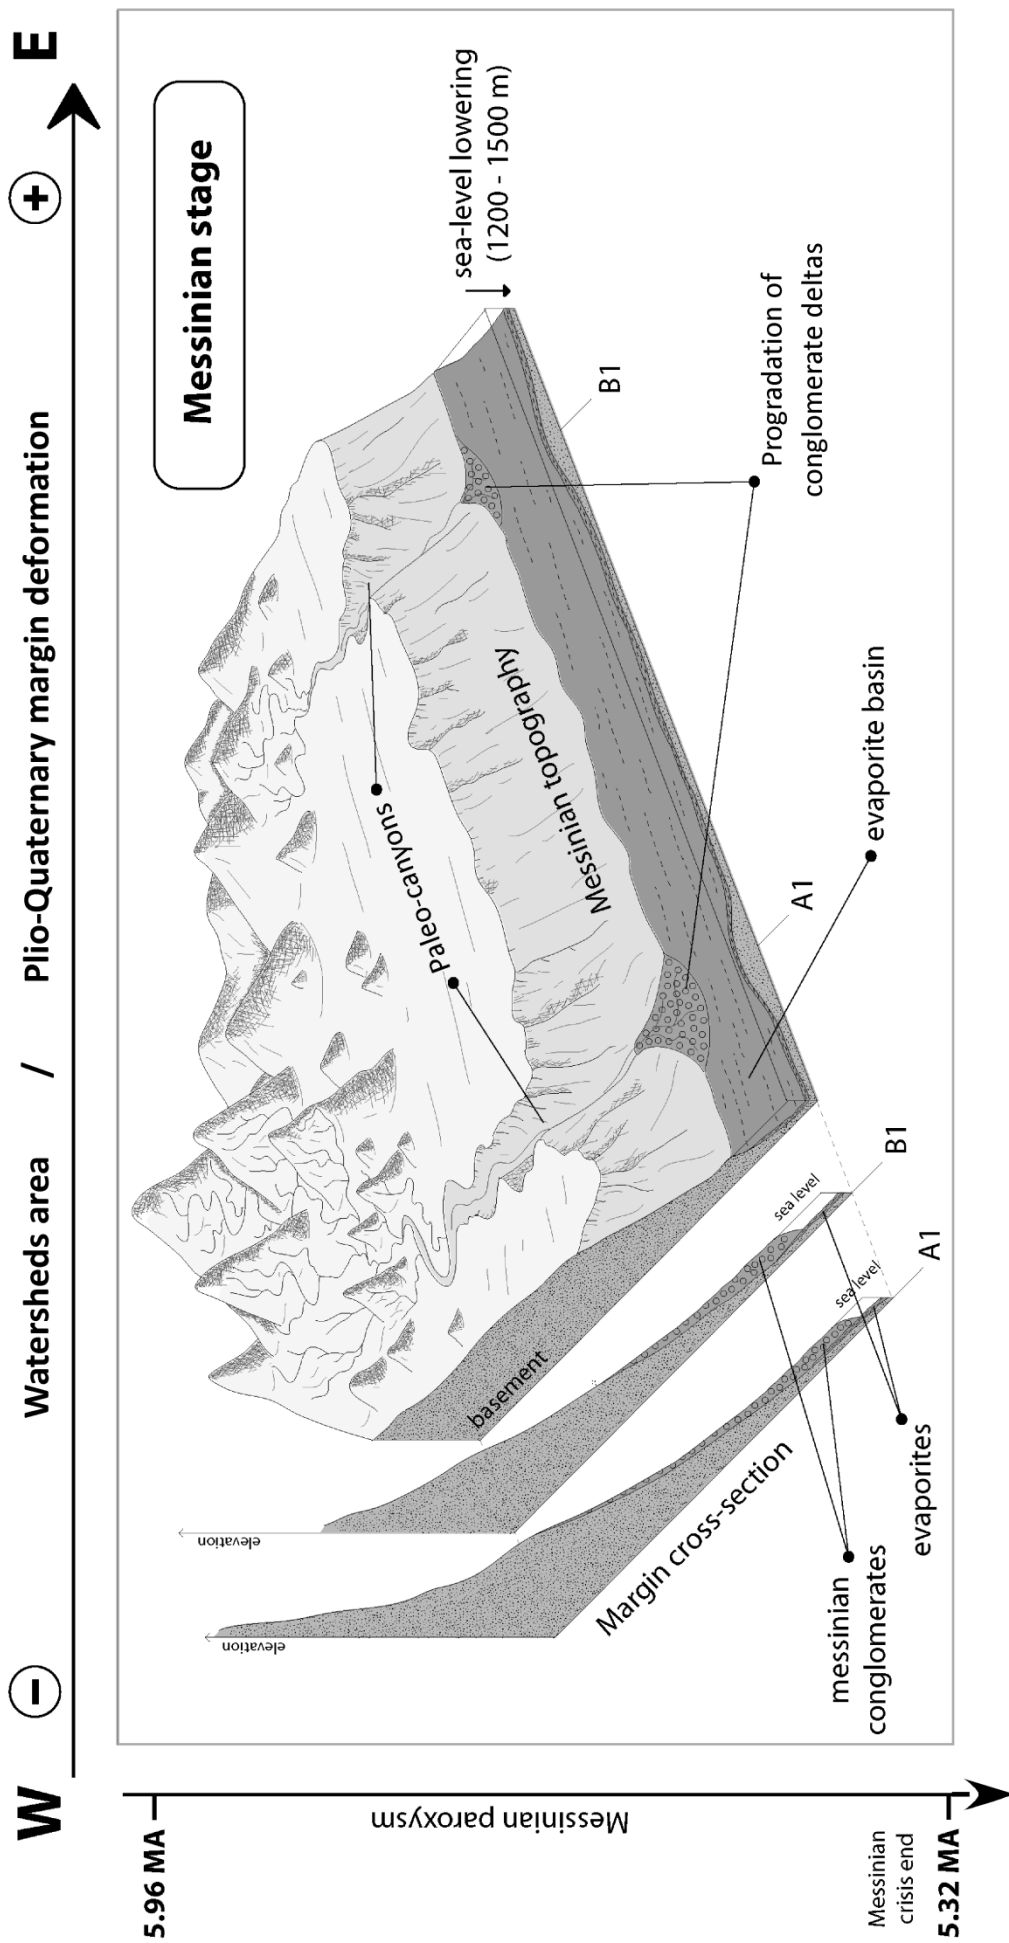 W
−
Watersheds area / Plio-Quaternary margin deformation
+
E
Messinian stage
sea-level lowering
(1200 - 1500 m)
Paleo-canyons
Messinian topography
B1
Progradation of
conglomerate deltas
A1
evaporite basin
basement
elevation
elevation
sea level
B1
sea level
A1
Margin cross-section
messinian
conglomerates
evaporites
5.96 MA
Messinian paroxysm
Messinian
crisis end
5.32 MA